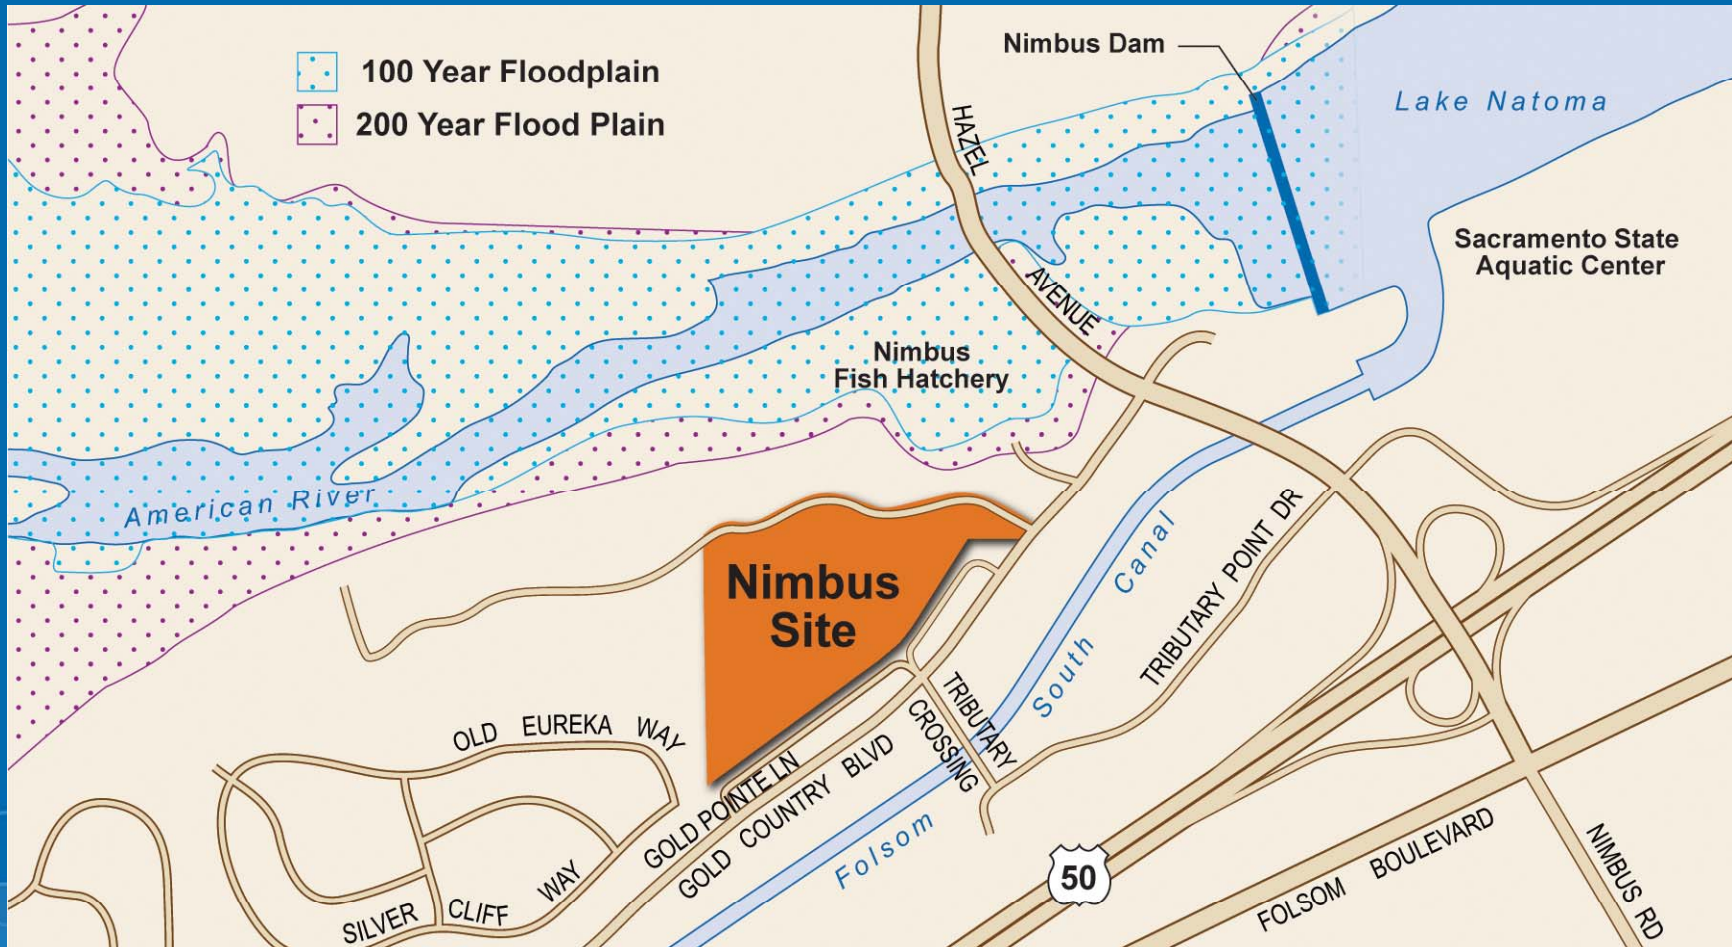 100 Year Floodplain
200 Year Flood Plain
Nimbus Dam
Lake Natoma
HAZEL
AVENUE
Sacramento State
Aquatic Center
Nimbus
Fish Hatchery
American River
Nimbus
Site
South Canal
TRIBUTARY POINT DR
TRIBUTARY
CROSSING
OLD EUREKA WAY
GOLD POINTE LN
GOLD COUNTRY BLVD
Folsom
SILVER CLIFF WAY
50
FOLSOM BOULEVARD
NIMBUS RD